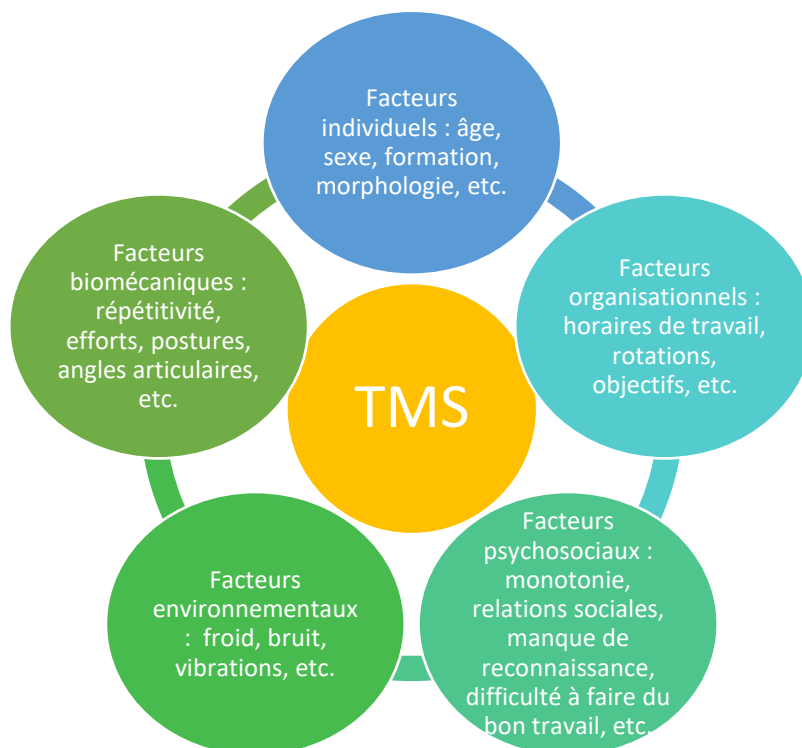 Facteurs
individuels : âge,
sexe, formation,
morphologie, etc.
Facteurs
organisationnels :
horaires de travail,
rotations,
objectifs, etc.
Facteurs
psychosociaux :
monotonie,
relations sociales,
manque de
reconnaissance,
difficulté à faire du
bon travail, etc.
Facteurs
environnementaux
: froid, bruit,
vibrations, etc.
Facteurs
biomécaniques :
répétitivité,
efforts, postures,
angles articulaires,
etc.
TMS